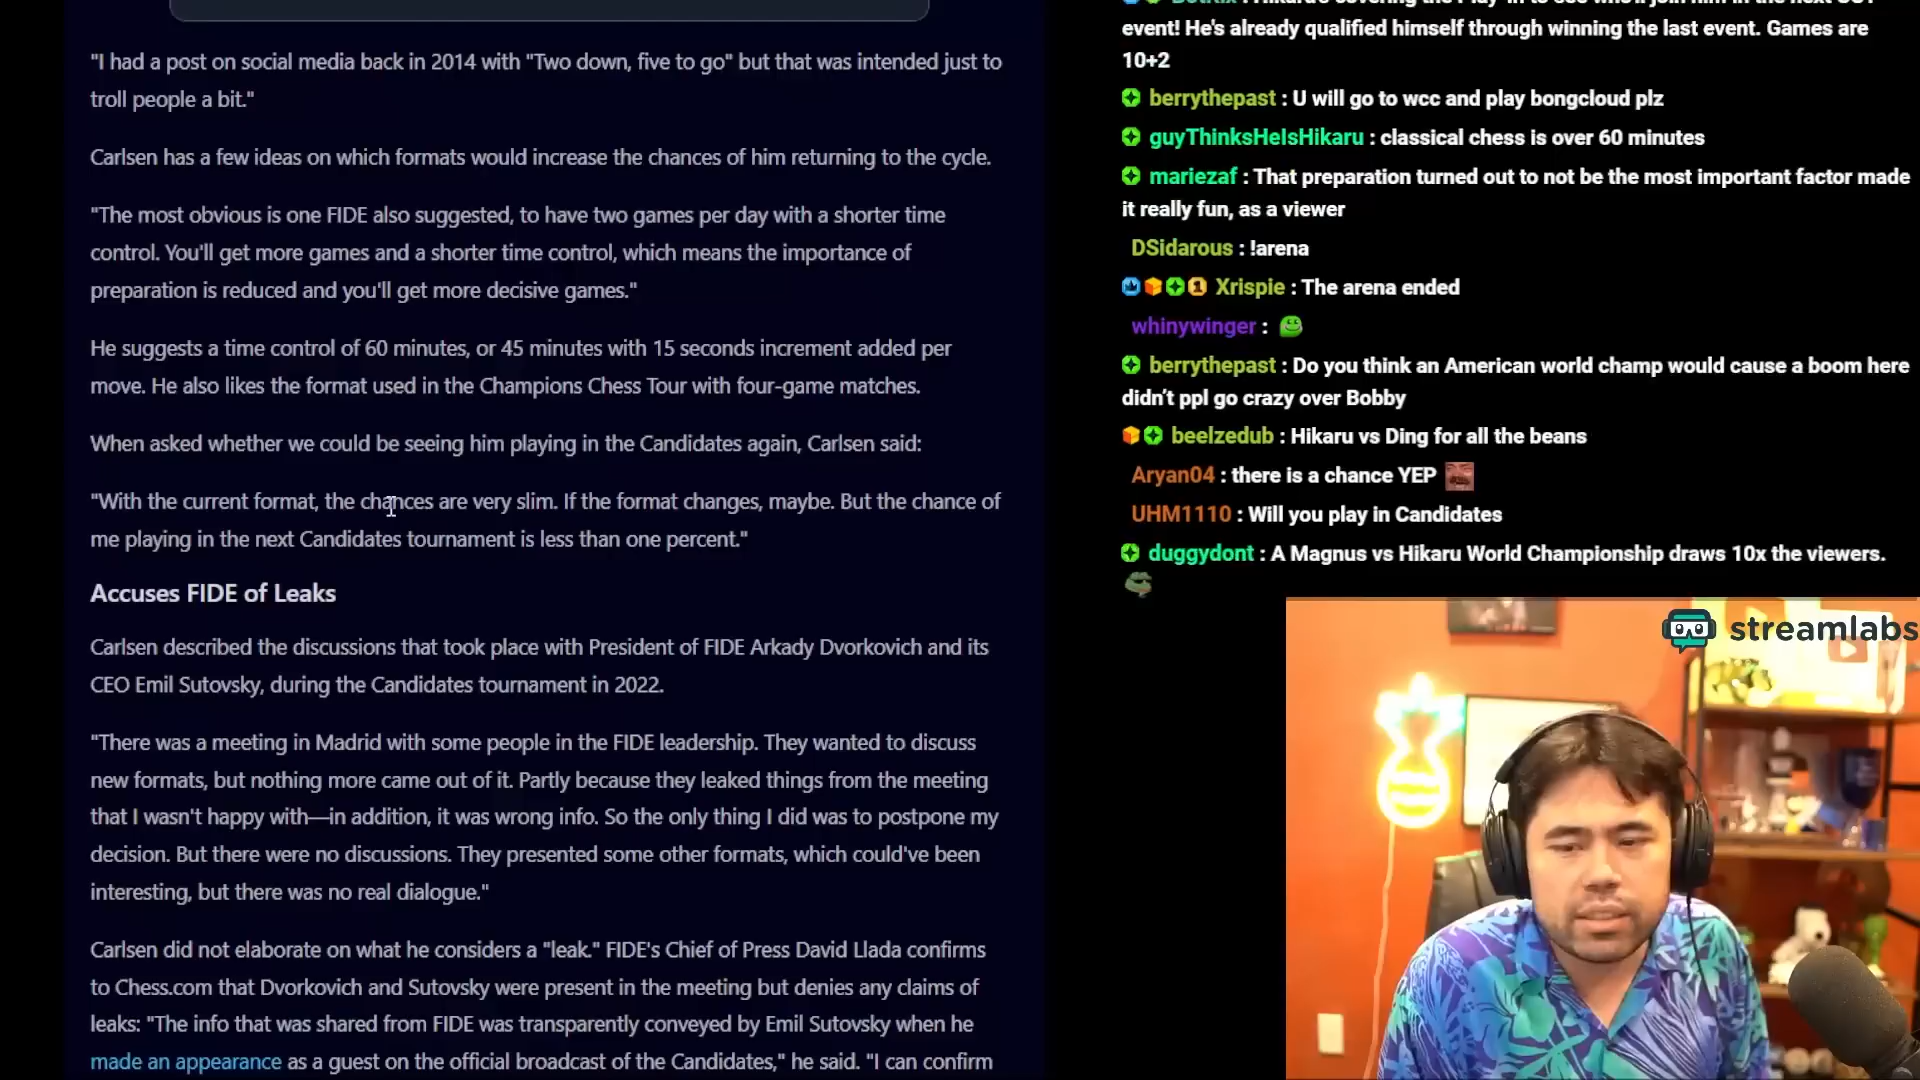 "I had a post on social media back in 2014 with "Two down, five to go" but that was intended just to
troll people a bit."
Carlsen has a few ideas on which formats would increase the chances of him returning to the cycle.
"The most obvious is one FIDE also suggested, to have two games per day with a shorter time
control. You'll get more games and a shorter time control, which means the importance of
preparation is reduced and you'll get more decisive games."
He suggests a time control of 60 minutes, or 45 minutes with 15 seconds increment added per
move. He also likes the format used in the Champions Chess Tour with four-game matches.
When asked whether we could be seeing him playing in the Candidates again, Carlsen said:
"With the current format, the chances are very slim. If the format changes, maybe. But the chance of
me playing in the next Candidates tournament is less than one percent."
Accuses FIDE of Leaks
Carlsen described the discussions that took place with President of FIDE Arkady Dvorkovich and its
CEO Emil Sutovsky, during the Candidates tournament in 2022.
"There was a meeting in Madrid with some people in the FIDE leadership. They wanted to discuss
new formats, but nothing more came out of it. Partly because they leaked things from the meeting
that I wasn't happy with—in addition, it was wrong info. So the only thing I did was to postpone my
decision. But there were no discussions. They presented some other formats, which could've been
interesting, but there was no real dialogue."
Carlsen did not elaborate on what he considers a "leak." FIDE's Chief of Press David Llada confirms
to Chess.com that Dvorkovich and Sutovsky were present in the meeting but denies any claims of
leaks: "The info that was shared from FIDE was transparently conveyed by Emil Sutovsky when he
made an appearance as a guest on the official broadcast of the Candidates," he said. "I can confirm
event! He's already qualified himself through winning the last event. Games are
10+2
berrythepast : U will go to wcc and play bongcloud plz
guyThinksHeIsHikaru : classical chess is over 60 minutes
mariezaf : That preparation turned out to not be the most important factor made
it really fun, as a viewer
DSidarous : !arena
Xrispie : The arena ended
whinywinger :
berrythepast : Do you think an American world champ would cause a boom here
didn't ppl go crazy over Bobby
beelzedub : Hikaru vs Ding for all the beans
Aryan04 : there is a chance YEP
UHM1110 : Will you play in Candidates
duggydont : A Magnus vs Hikaru World Championship draws 10x the viewers.
streamlabs